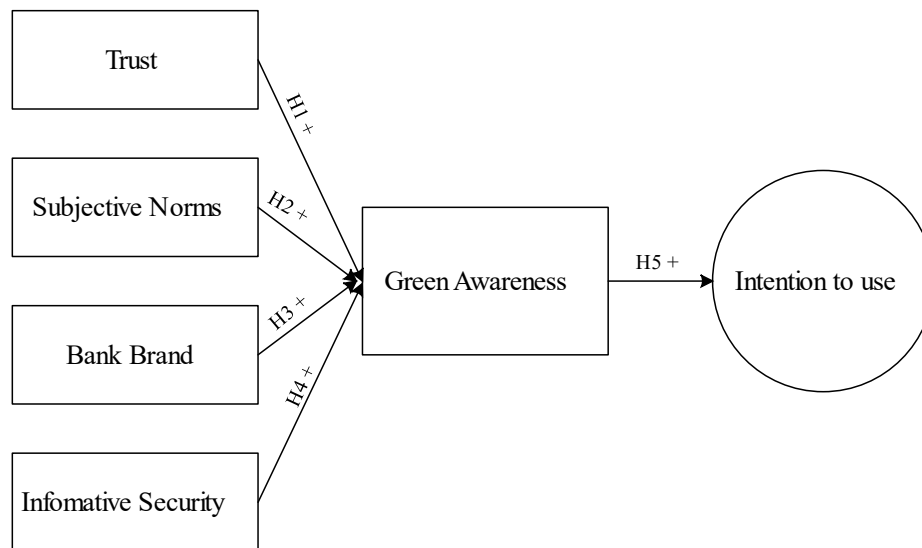 Trust
H1 +
Subjective Norms
H2 +
Green Awareness
H5 +
Intention to use
H3 +
Bank Brand
H4 +
Infomative Security